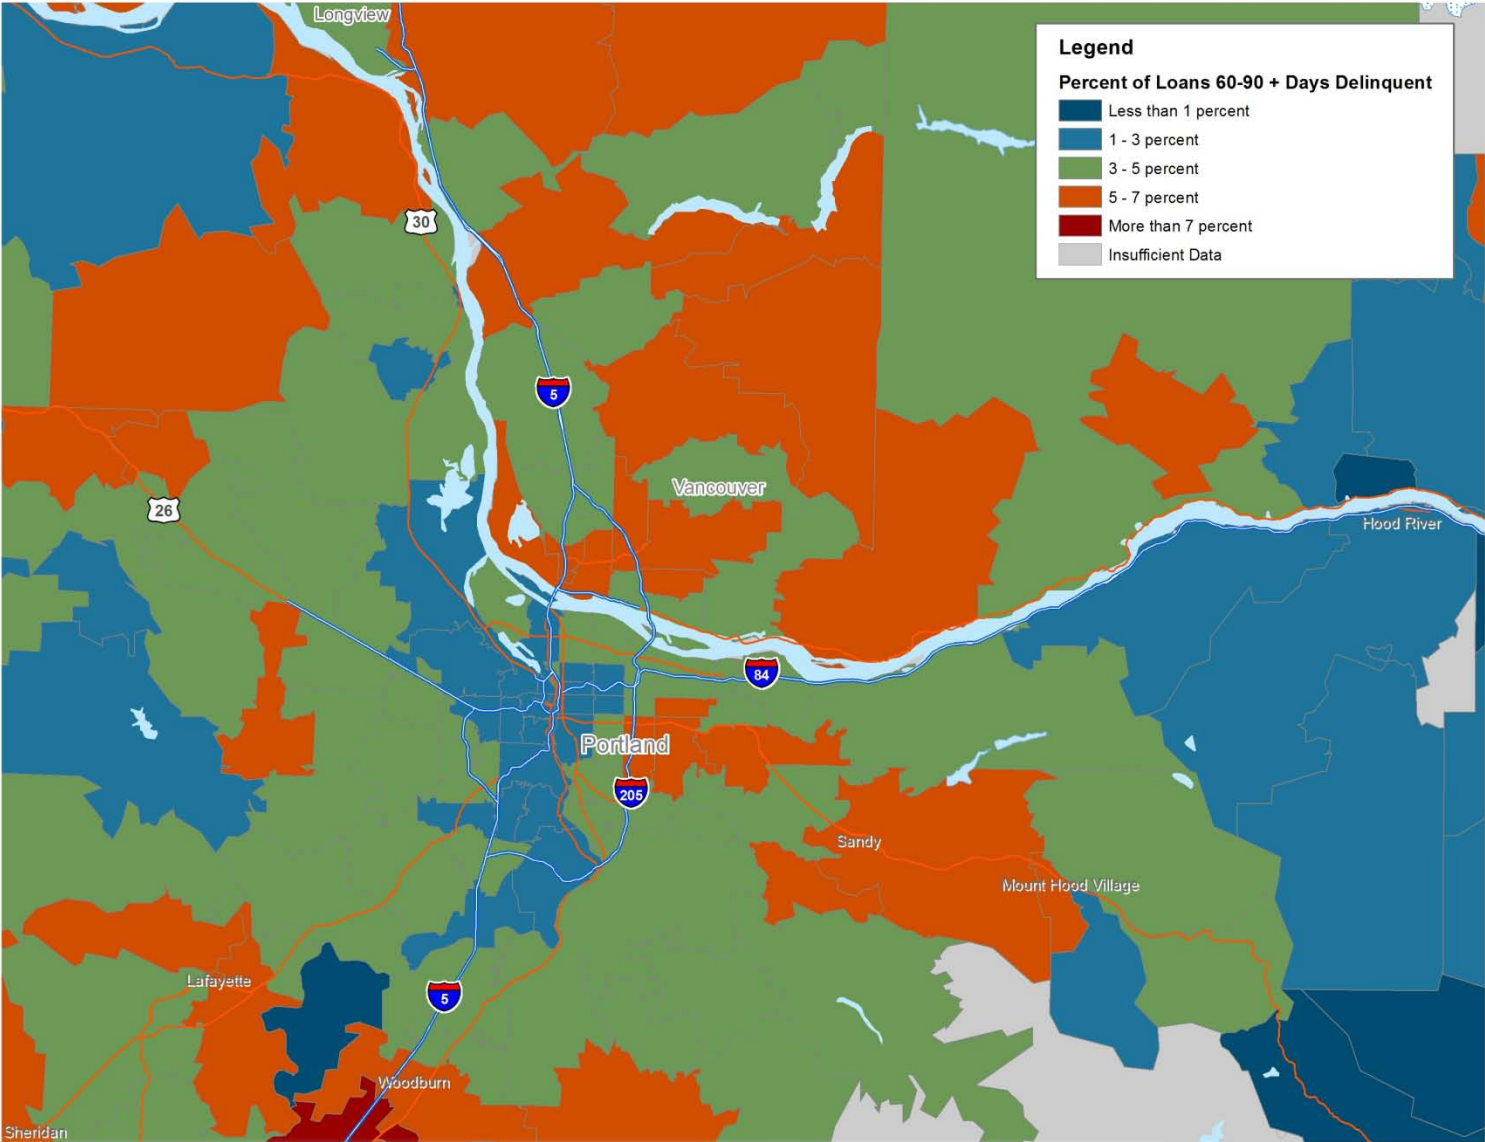 Longview
Legend
Percent of Loans 60-90 + Days Delinquent
Less than 1 percent
1 - 3 percent
3 - 5 percent
5 - 7 percent
More than 7 percent
Insufficient Data
30
5
Vancouver
26
Hood River
84
Portland
205
Sandy
Mount Hood Village
Lafayette
5
Woodburn
Sheridan